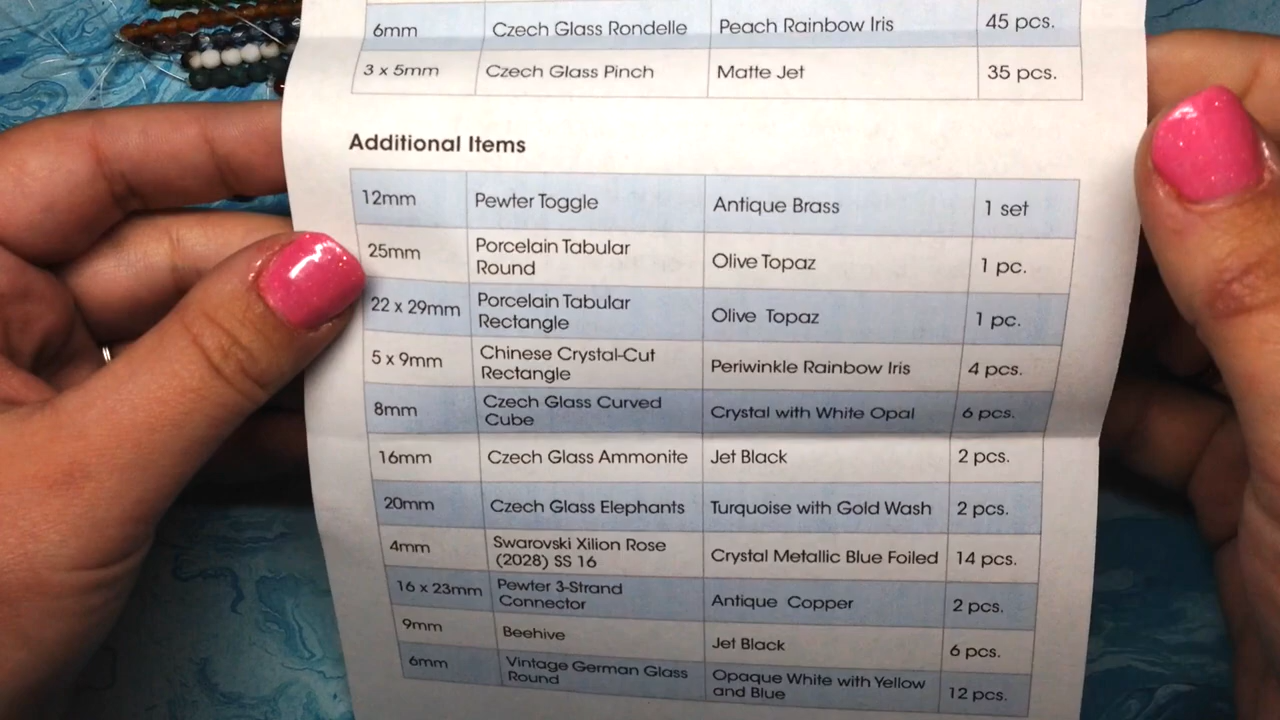 6mm Czech Glass Rondelle Peach Rainbow Iris 45 pcs.
3 x 5mm Czech Glass Pinch Matte Jet 35 pcs.
Additional Items
12mm Pewter Toggle Antique Brass 1 set
25mm Porcelain Tabular Round Olive Topaz 1 pc.
22 x 29mm Porcelain Tabular Rectangle Olive Topaz 1 pc.
5 x 9mm Chinese Crystal-Cut Rectangle Periwinkle Rainbow Iris 4 pcs.
8mm Czech Glass Curved Cube Crystal with White Opal 6 pcs.
16mm Czech Glass Ammonite Jet Black 2 pcs.
20mm Czech Glass Elephants Turquoise with Gold Wash 2 pcs.
4mm Swarovski Xilion Rose (2028) SS 16 Crystal Metallic Blue Foiled 14 pcs.
16 x 23mm Pewter 3-Strand Connector Antique Copper 2 pcs.
9mm Beehive Jet Black 6 pcs.
6mm Vintage German Glass Round Opaque White with Yellow and Blue 12 pcs.